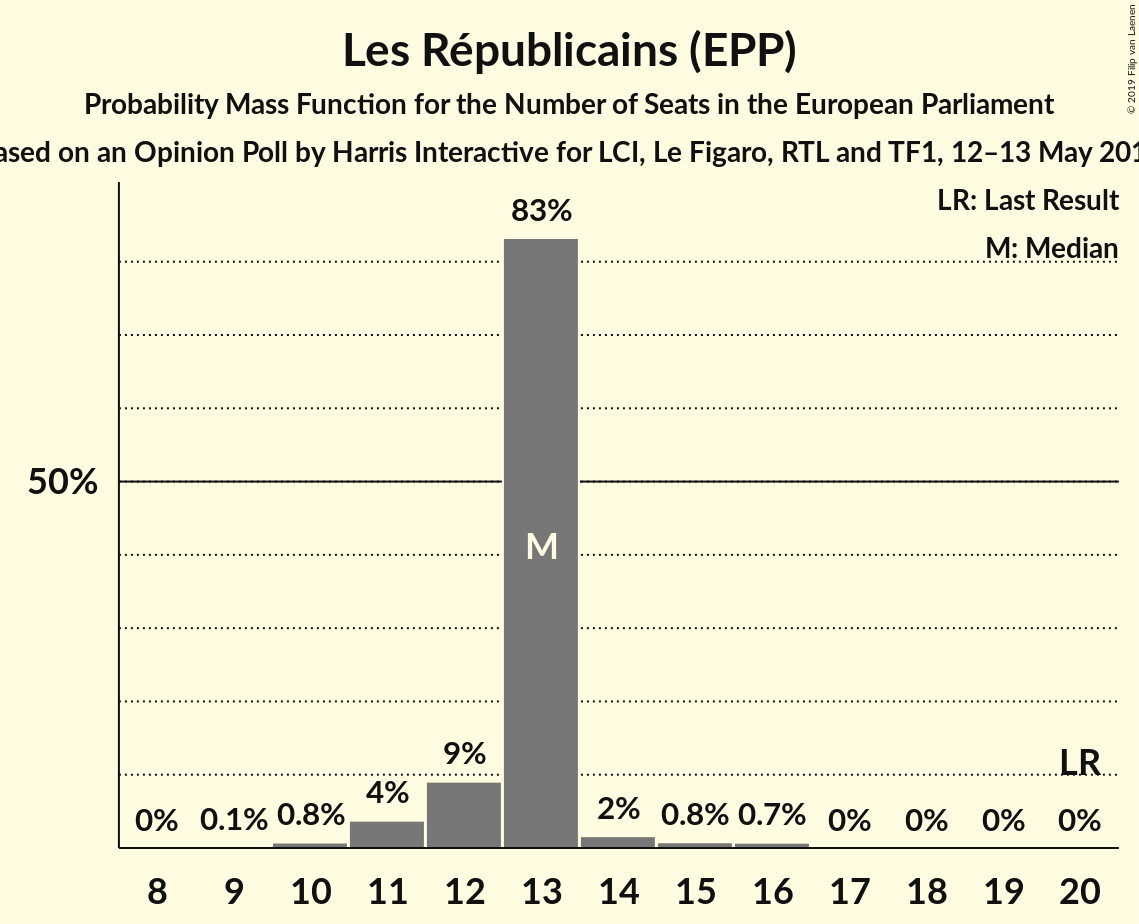 Les Républicains (EPP)
Probability Mass Function for the Number of Seats in the European Parliament
on an Opinion Poll by Harris Interactive for LCI, Le Figaro, RTL and TF1, 12–13 May
© 2019 Filip van Laenen
LR: Last Result
M: Median
83%
50%
M
9%
4%
LR
0% 0.1% 0.8% 2% 0.8% 0.7% 0% 0% 0% 0%
8 9 10 11 12 13 14 15 16 17 18 19 20